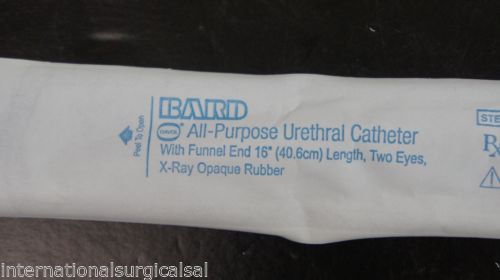 BARD
DAVOL All-Purpose Urethral Catheter
With Funnel End 16" (40.6cm) Length, Two Eyes,
X-Ray Opaque Rubber
Peel To Open
STE
R
internationalsurgicalsal